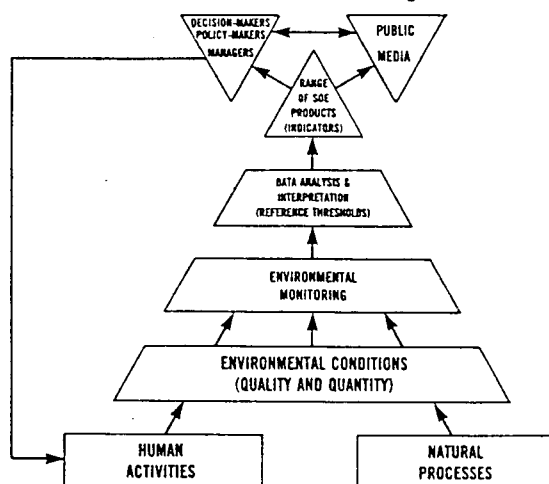 DECISION-MAKERS
POLICY-MAKERS
MANAGERS
PUBLIC
MEDIA
RANGE
OF SOE
PRODUCTS
(INDICATORS)
DATA ANALYSIS &
INTERPRETATION
(REFERENCE THRESHOLDS)
ENVIRONMENTAL
MONITORING
ENVIRONMENTAL CONDITIONS
(QUALITY AND QUANTITY)
HUMAN
ACTIVITIES
NATURAL
PROCESSES